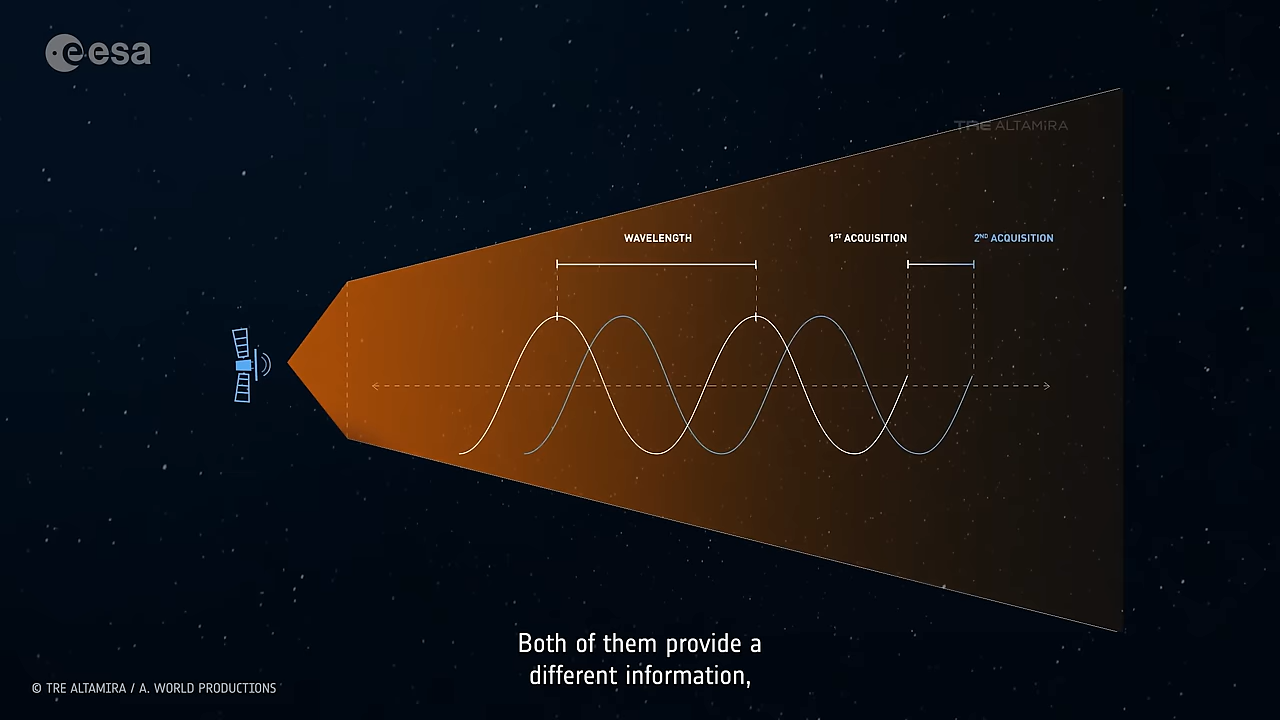 esa
TRE ALTAMIRA
WAVELENGTH
1ST ACQUISITION
2ND ACQUISITION
Both of them provide a
different information,
© TRE ALTAMIRA / A. WORLD PRODUCTIONS